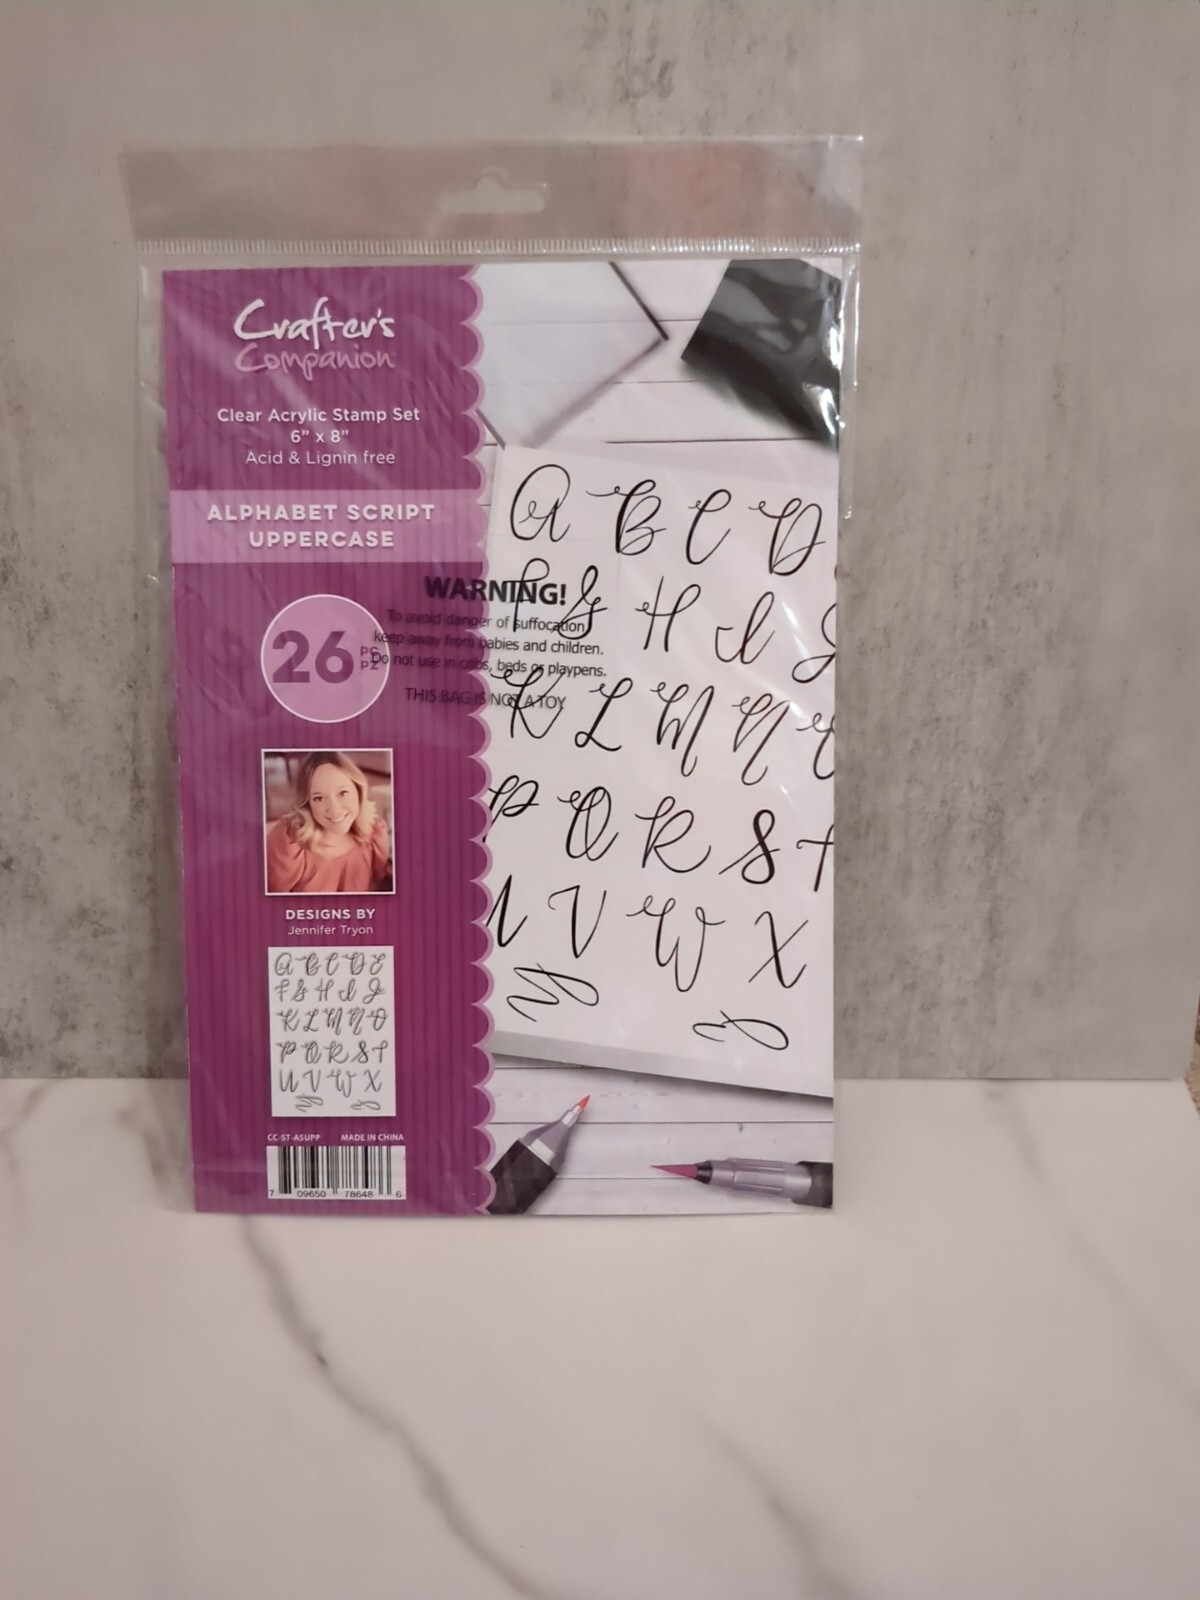 Crafter's
Companion
Clear Acrylic Stamp Set
6" x 8"
Acid & Lignin free
ALPHABET SCRIPT
UPPERCASE
26
PC
PZ
WARNING!
To avoid danger of suffocation
keep away from babies and children.
Do not use in cribs, beds or playpens.
THIS BAG IS NOT A TOY
DESIGNS BY
Jennifer Tryon
A B C D E
F G H I J
K L M N O
P Q R S T
U V W X
Y Z
CC-ST-ASUPP MADE IN CHINA
7 09650 78648 6
A B C D
F G H I J
K L M N O
P Q R S T
U V W X
Y Z